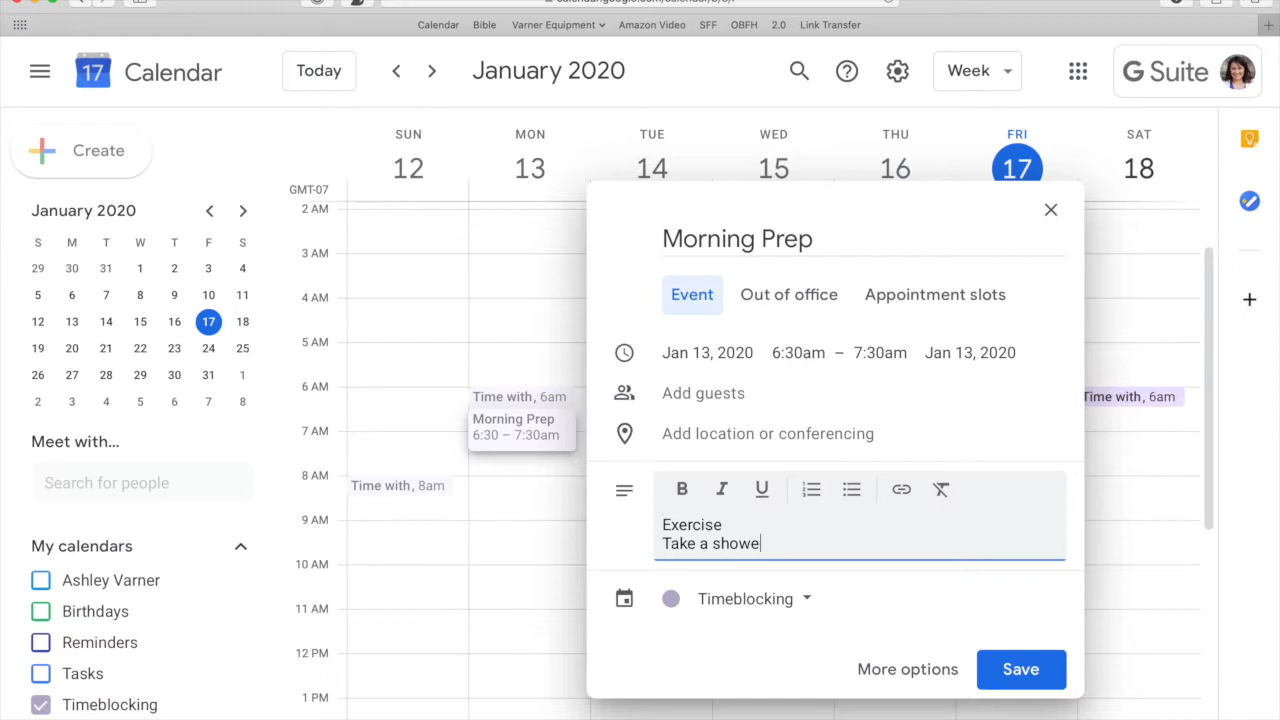 Calendar Bible Varner Equipment Amazon Video SFF OBFH 2.0 Link Transfer
17 Calendar Today January 2020 Week G Suite
Create
SUN MON TUE WED THU FRI SAT
12 13 14 15 16 17 18
GMT-07
January 2020
S M T W T F S
29 30 31 1 2 3 4
5 6 7 8 9 10 11
12 13 14 15 16 17 18
19 20 21 22 23 24 25
26 27 28 29 30 31 1
2 3 4 5 6 7 8
Meet with...
Search for people
My calendars
Ashley Varner
Birthdays
Reminders
Tasks
Timeblocking
2 AM
3 AM
4 AM
5 AM
6 AM
7 AM
8 AM
9 AM
10 AM
11 AM
12 PM
1 PM
Time with, 6am
Morning Prep
6:30 – 7:30am
Time with, 8am
Time with, 6am
Morning Prep
Event Out of office Appointment slots
Jan 13, 2020 6:30am – 7:30am Jan 13, 2020
Add guests
Add location or conferencing
B I U
Exercise
Take a showe
Timeblocking
More options Save